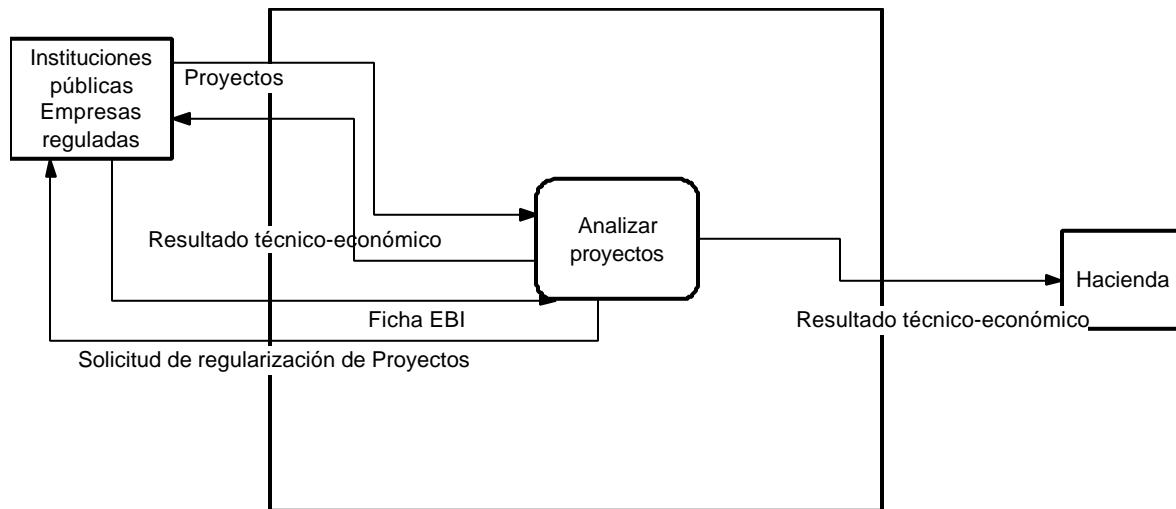 Instituciones
públicas
Empresas
reguladas
Proyectos
Resultado técnico-económico
Analizar
proyectos
Hacienda
Ficha EBI
Resultado técnico-económico
Solicitud de regularización de Proyectos